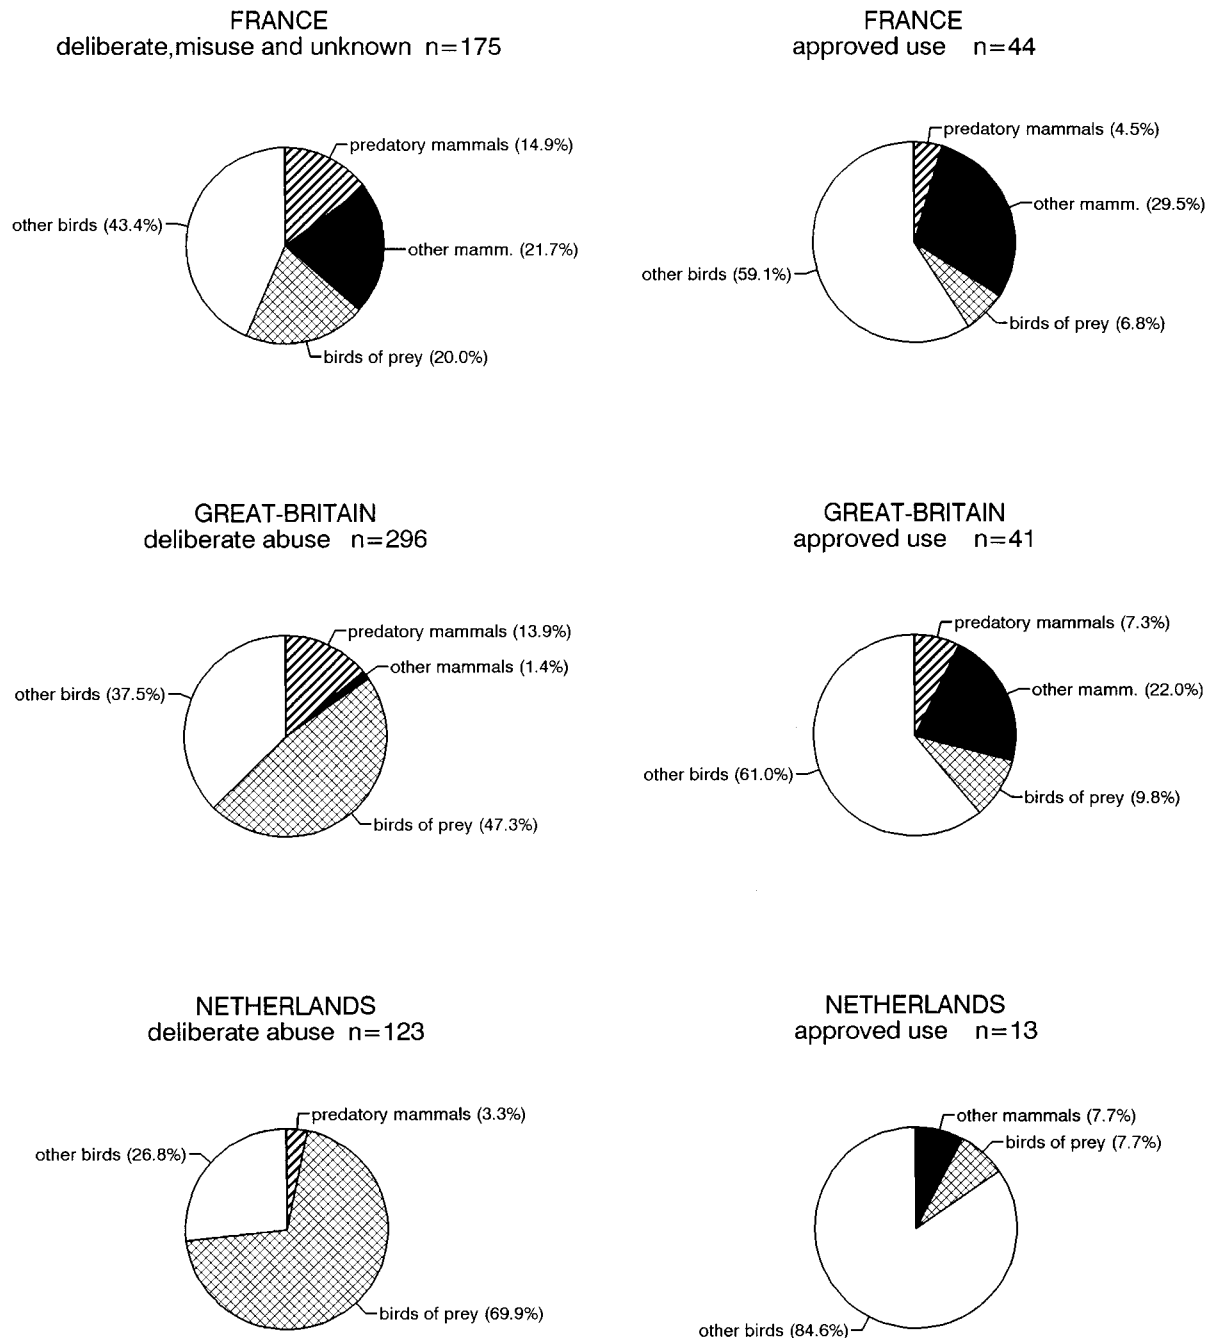 FRANCE
deliberate,misuse and unknown n=175
predatory mammals (14.9%)
other birds (43.4%)
other mamm. (21.7%)
birds of prey (20.0%)
FRANCE
approved use n=44
predatory mammals (4.5%)
other mamm. (29.5%)
other birds (59.1%)
birds of prey (6.8%)
GREAT-BRITAIN
deliberate abuse n=296
predatory mammals (13.9%)
other mammals (1.4%)
other birds (37.5%)
birds of prey (47.3%)
GREAT-BRITAIN
approved use n=41
predatory mammals (7.3%)
other mamm. (22.0%)
other birds (61.0%)
birds of prey (9.8%)
NETHERLANDS
deliberate abuse n=123
predatory mammals (3.3%)
other birds (26.8%)
birds of prey (69.9%)
NETHERLANDS
approved use n=13
other mammals (7.7%)
birds of prey (7.7%)
other birds (84.6%)